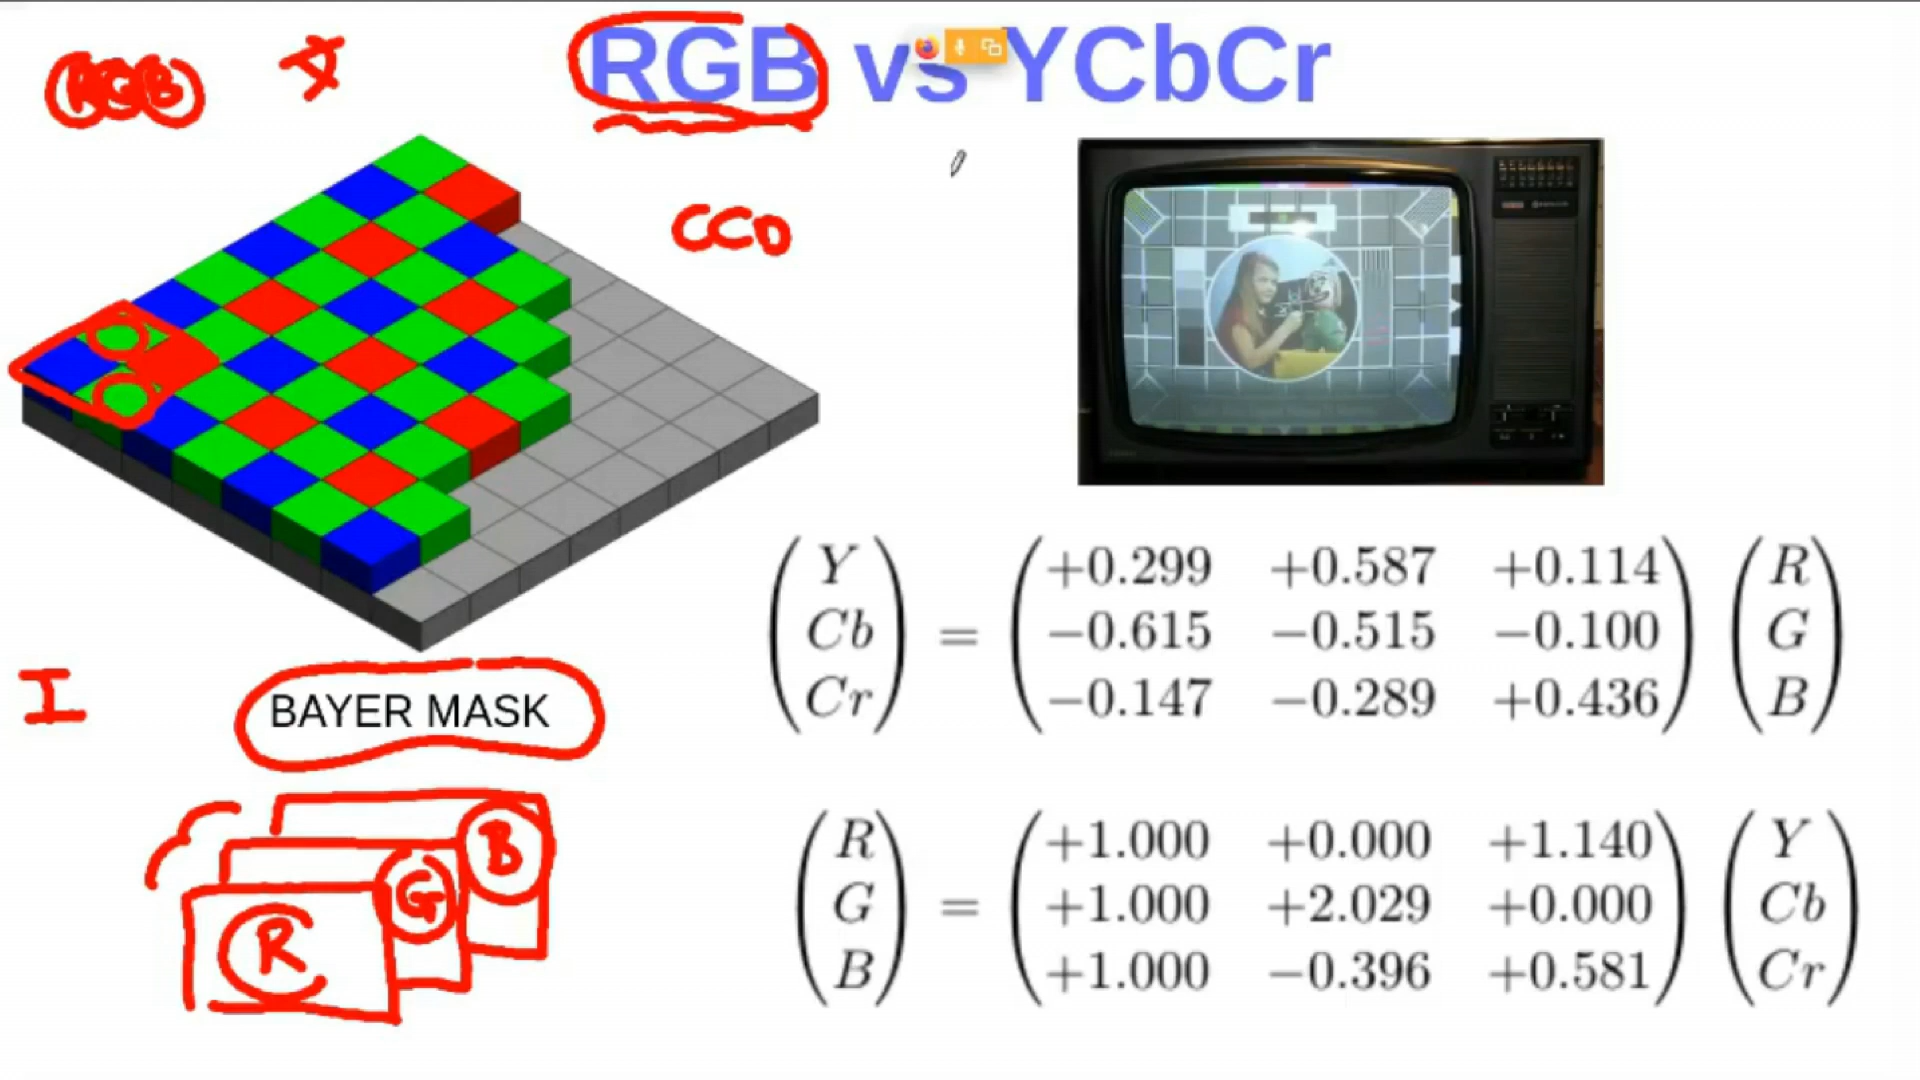 RGB
RGB vs YCbCr
CCD
I
BAYER MASK
B
G
R
Y
Cb
Cr
=
+0.299 +0.587 +0.114
−0.615 −0.515 −0.100
−0.147 −0.289 +0.436
R
G
B
R
G
B
=
+1.000 +0.000 +1.140
+1.000 +2.029 +0.000
+1.000 −0.396 +0.581
Y
Cb
Cr